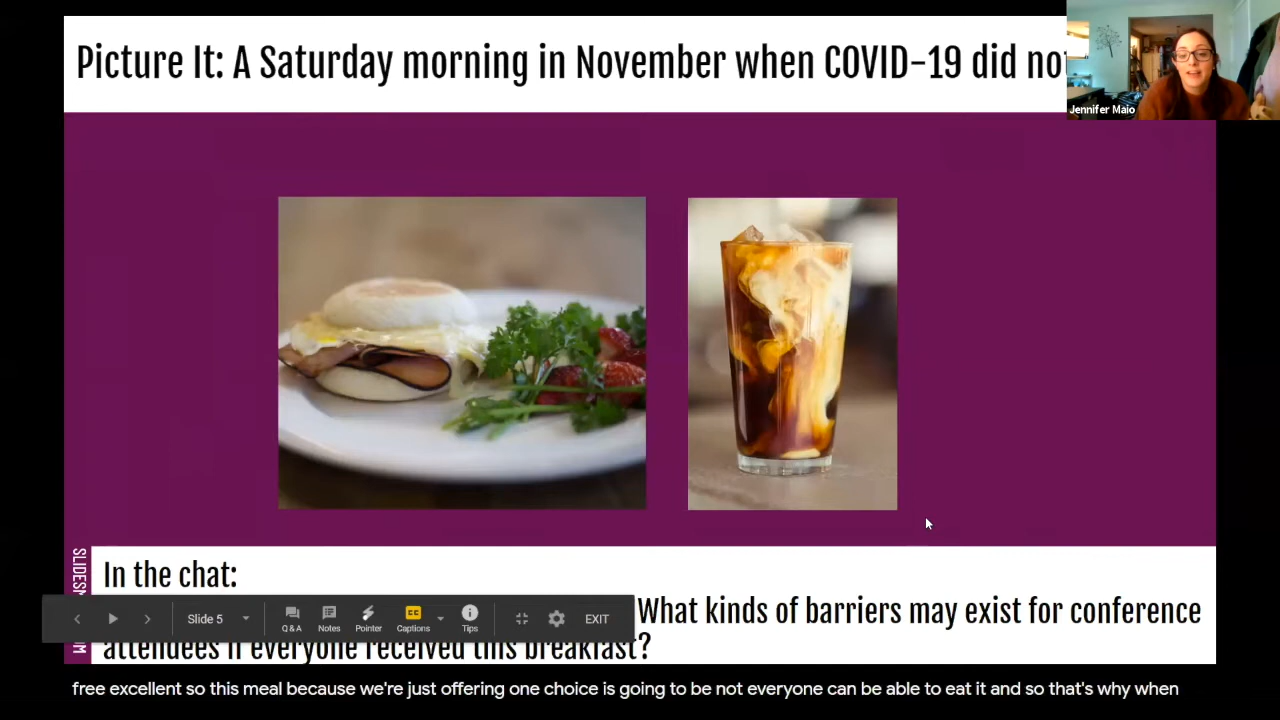 Picture It: A Saturday morning in November when COVID-19 did not
Jennifer Maio
In the chat:
What kinds of barriers may exist for conference
attendees if everyone received this breakfast?
Slide 5
Q & A
Notes
Pointer
CC
Captions
Tips
EXIT
free excellent so this meal because we're just offering one choice is going to be not everyone can be able to eat it and so that's why when